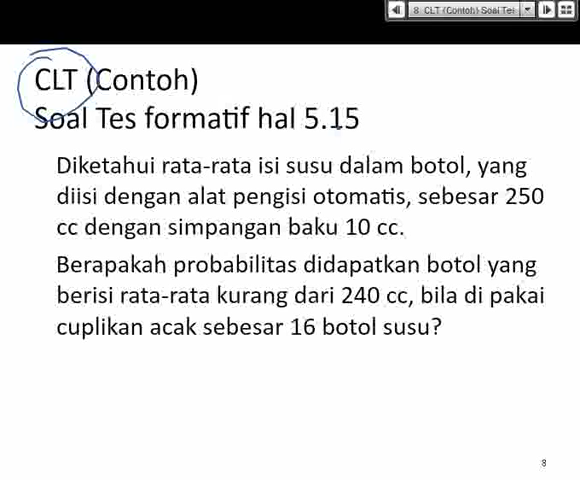 8. CLT (Contoh) Soal Tes
CLT (Contoh)
Soal Tes formatif hal 5.15
Diketahui rata-rata isi susu dalam botol, yang
diisi dengan alat pengisi otomatis, sebesar 250
cc dengan simpangan baku 10 cc.
Berapakah probabilitas didapatkan botol yang
berisi rata-rata kurang dari 240 cc, bila di pakai
cuplikan acak sebesar 16 botol susu?
8